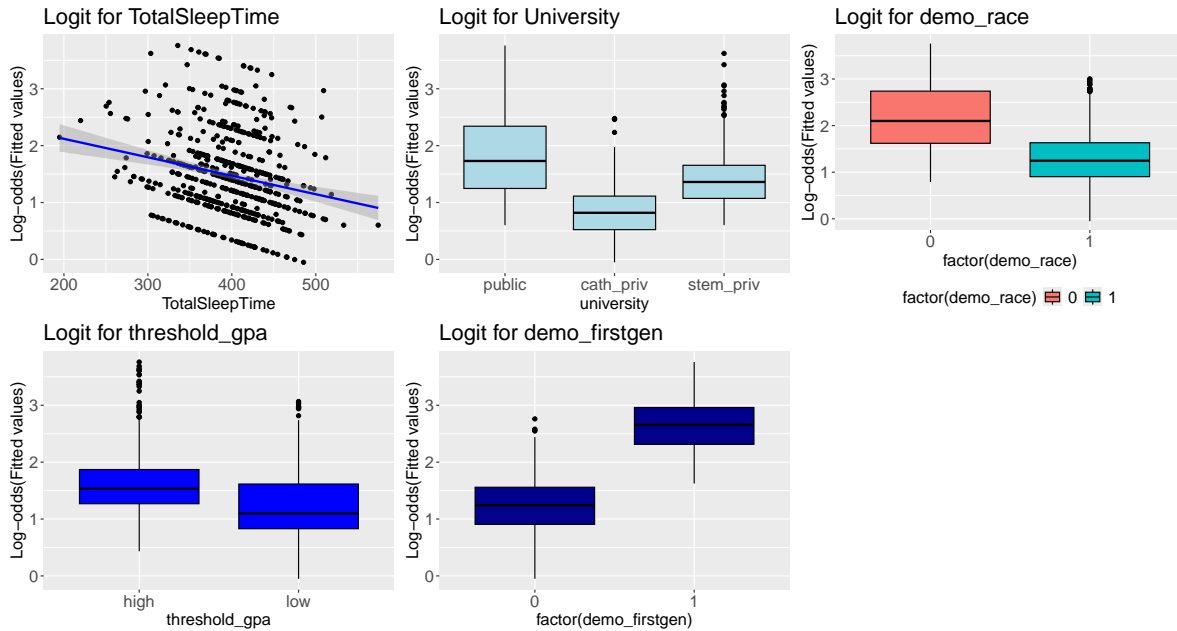 Logit for TotalSleepTime
Log−odds(Fitted values)
3
2
1
0
200 300 400 500
TotalSleepTime
Logit for University
Log−odds(Fitted values)
3
2
1
0
public cath_priv stem_priv
university
Logit for demo_race
Log−odds(Fitted values)
3
2
1
0
0 1
factor(demo_race)
factor(demo_race) 0 1
Logit for threshold_gpa
Log−odds(Fitted values)
3
2
1
0
high low
threshold_gpa
Logit for demo_firstgen
Log−odds(Fitted values)
3
2
1
0
0 1
factor(demo_firstgen)